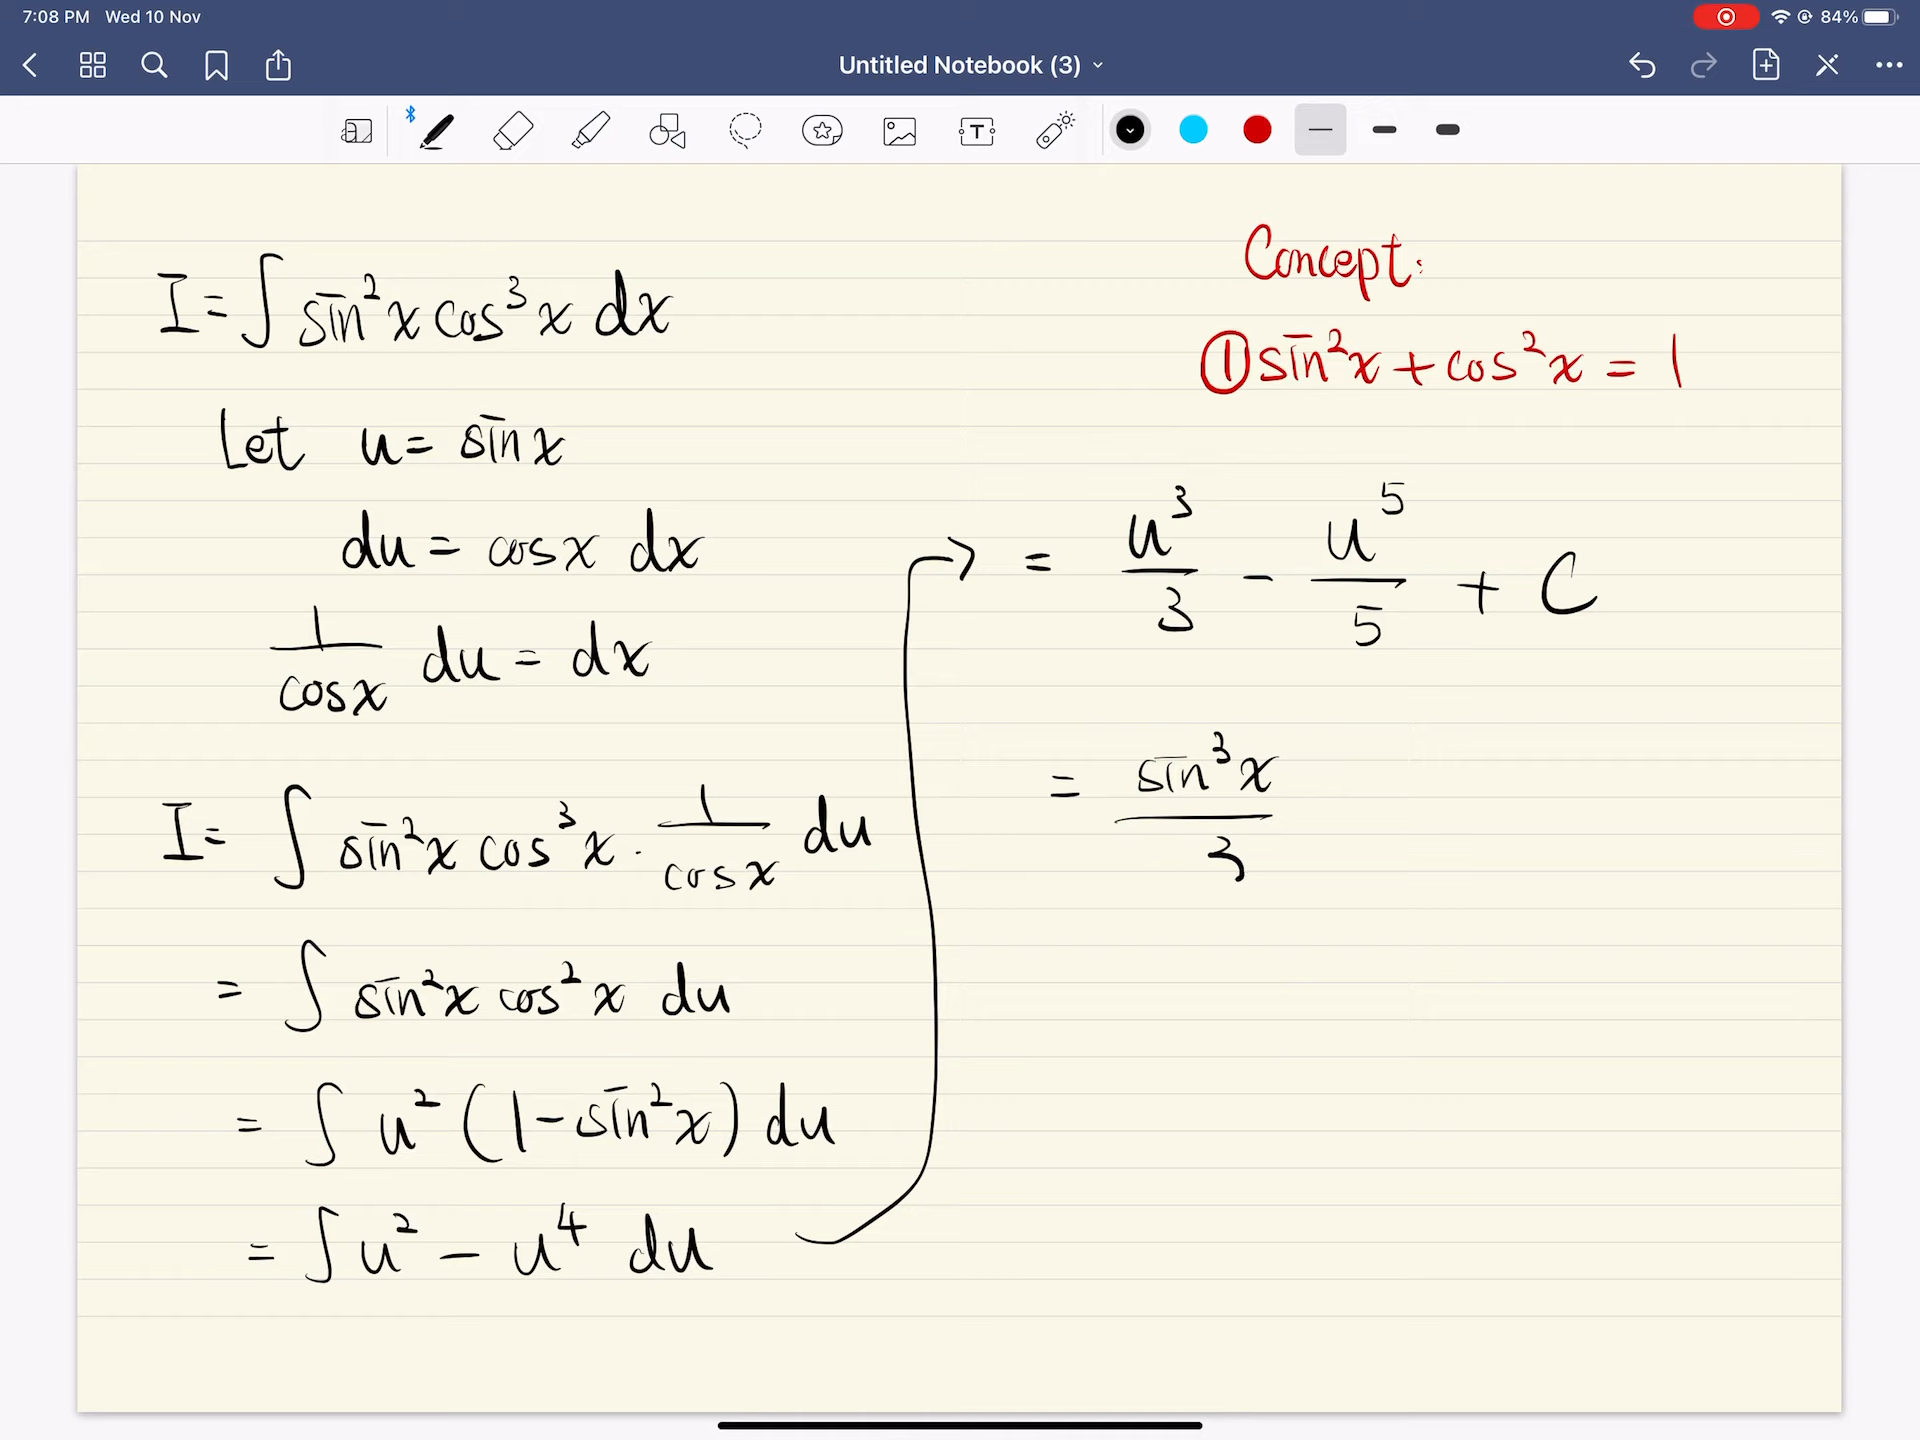 7:08 PM Wed 10 Nov 84%
Untitled Notebook (3)
I = ∫ sin²x cos³x dx
Let u = sin x
du = cos x dx
1/cosx du = dx
I = ∫ sin²x cos³x · 1/cosx du
= ∫ sin²x cos²x du
= ∫ u² (1 - sin²x) du
= ∫ u² - u⁴ du
Concept:
① sin²x + cos²x = 1
= u³/3 - u⁵/5 + C
= sin³x/3